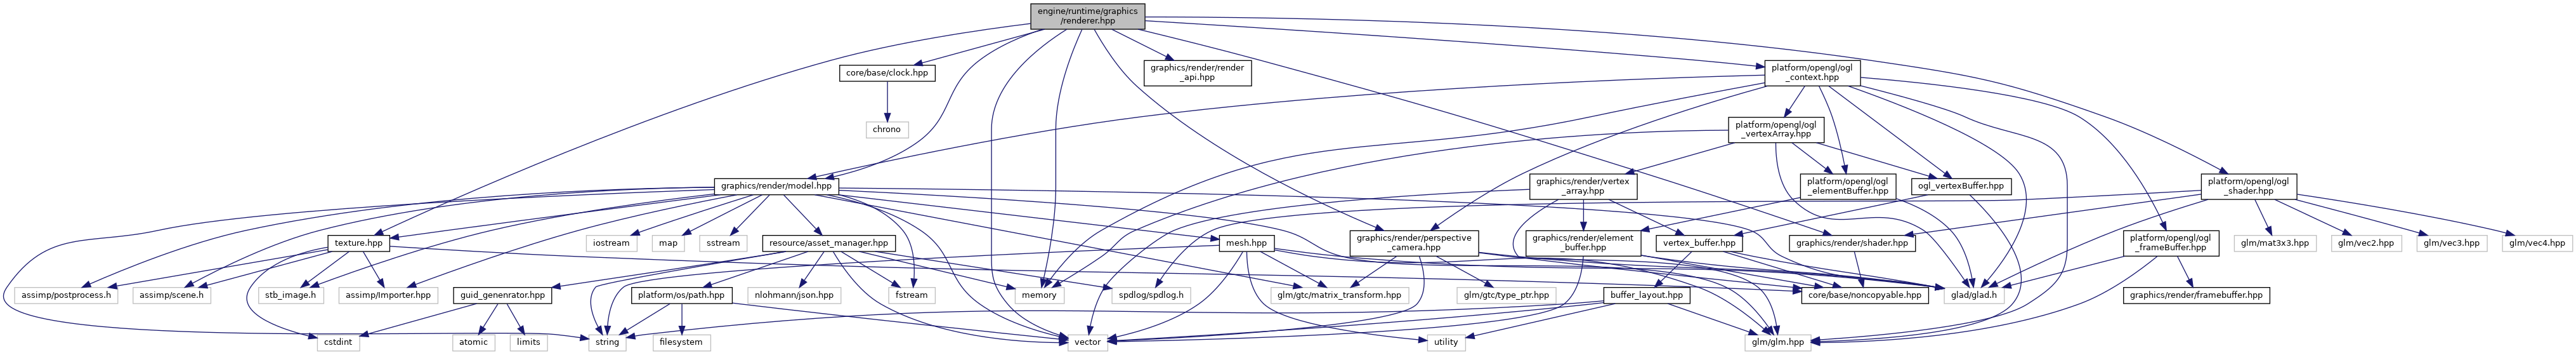 engine/runtime/graphics
/renderer.hpp
core/base/clock.hpp
graphics/render/render
_api.hpp
platform/opengl/ogl
_context.hpp
chrono
platform/opengl/ogl
_vertexArray.hpp
graphics/render/model.hpp
graphics/render/vertex
_array.hpp
platform/opengl/ogl
_elementBuffer.hpp
ogl_vertexBuffer.hpp
platform/opengl/ogl
_shader.hpp
texture.hpp
iostream
map
sstream
resource/asset_manager.hpp
mesh.hpp
graphics/render/perspective
_camera.hpp
graphics/render/element
_buffer.hpp
vertex_buffer.hpp
graphics/render/shader.hpp
platform/opengl/ogl
_frameBuffer.hpp
glm/mat3x3.hpp
glm/vec2.hpp
glm/vec3.hpp
glm/vec4.hpp
assimp/postprocess.h
assimp/scene.h
stb_image.h
assimp/Importer.hpp
guid_genenrator.hpp
platform/os/path.hpp
nlohmann/json.hpp
fstream
memory
spdlog/spdlog.h
glm/gtc/matrix_transform.hpp
glm/gtc/type_ptr.hpp
buffer_layout.hpp
core/base/noncopyable.hpp
glad/glad.h
graphics/render/framebuffer.hpp
cstdint
atomic
limits
string
filesystem
vector
utility
glm/glm.hpp